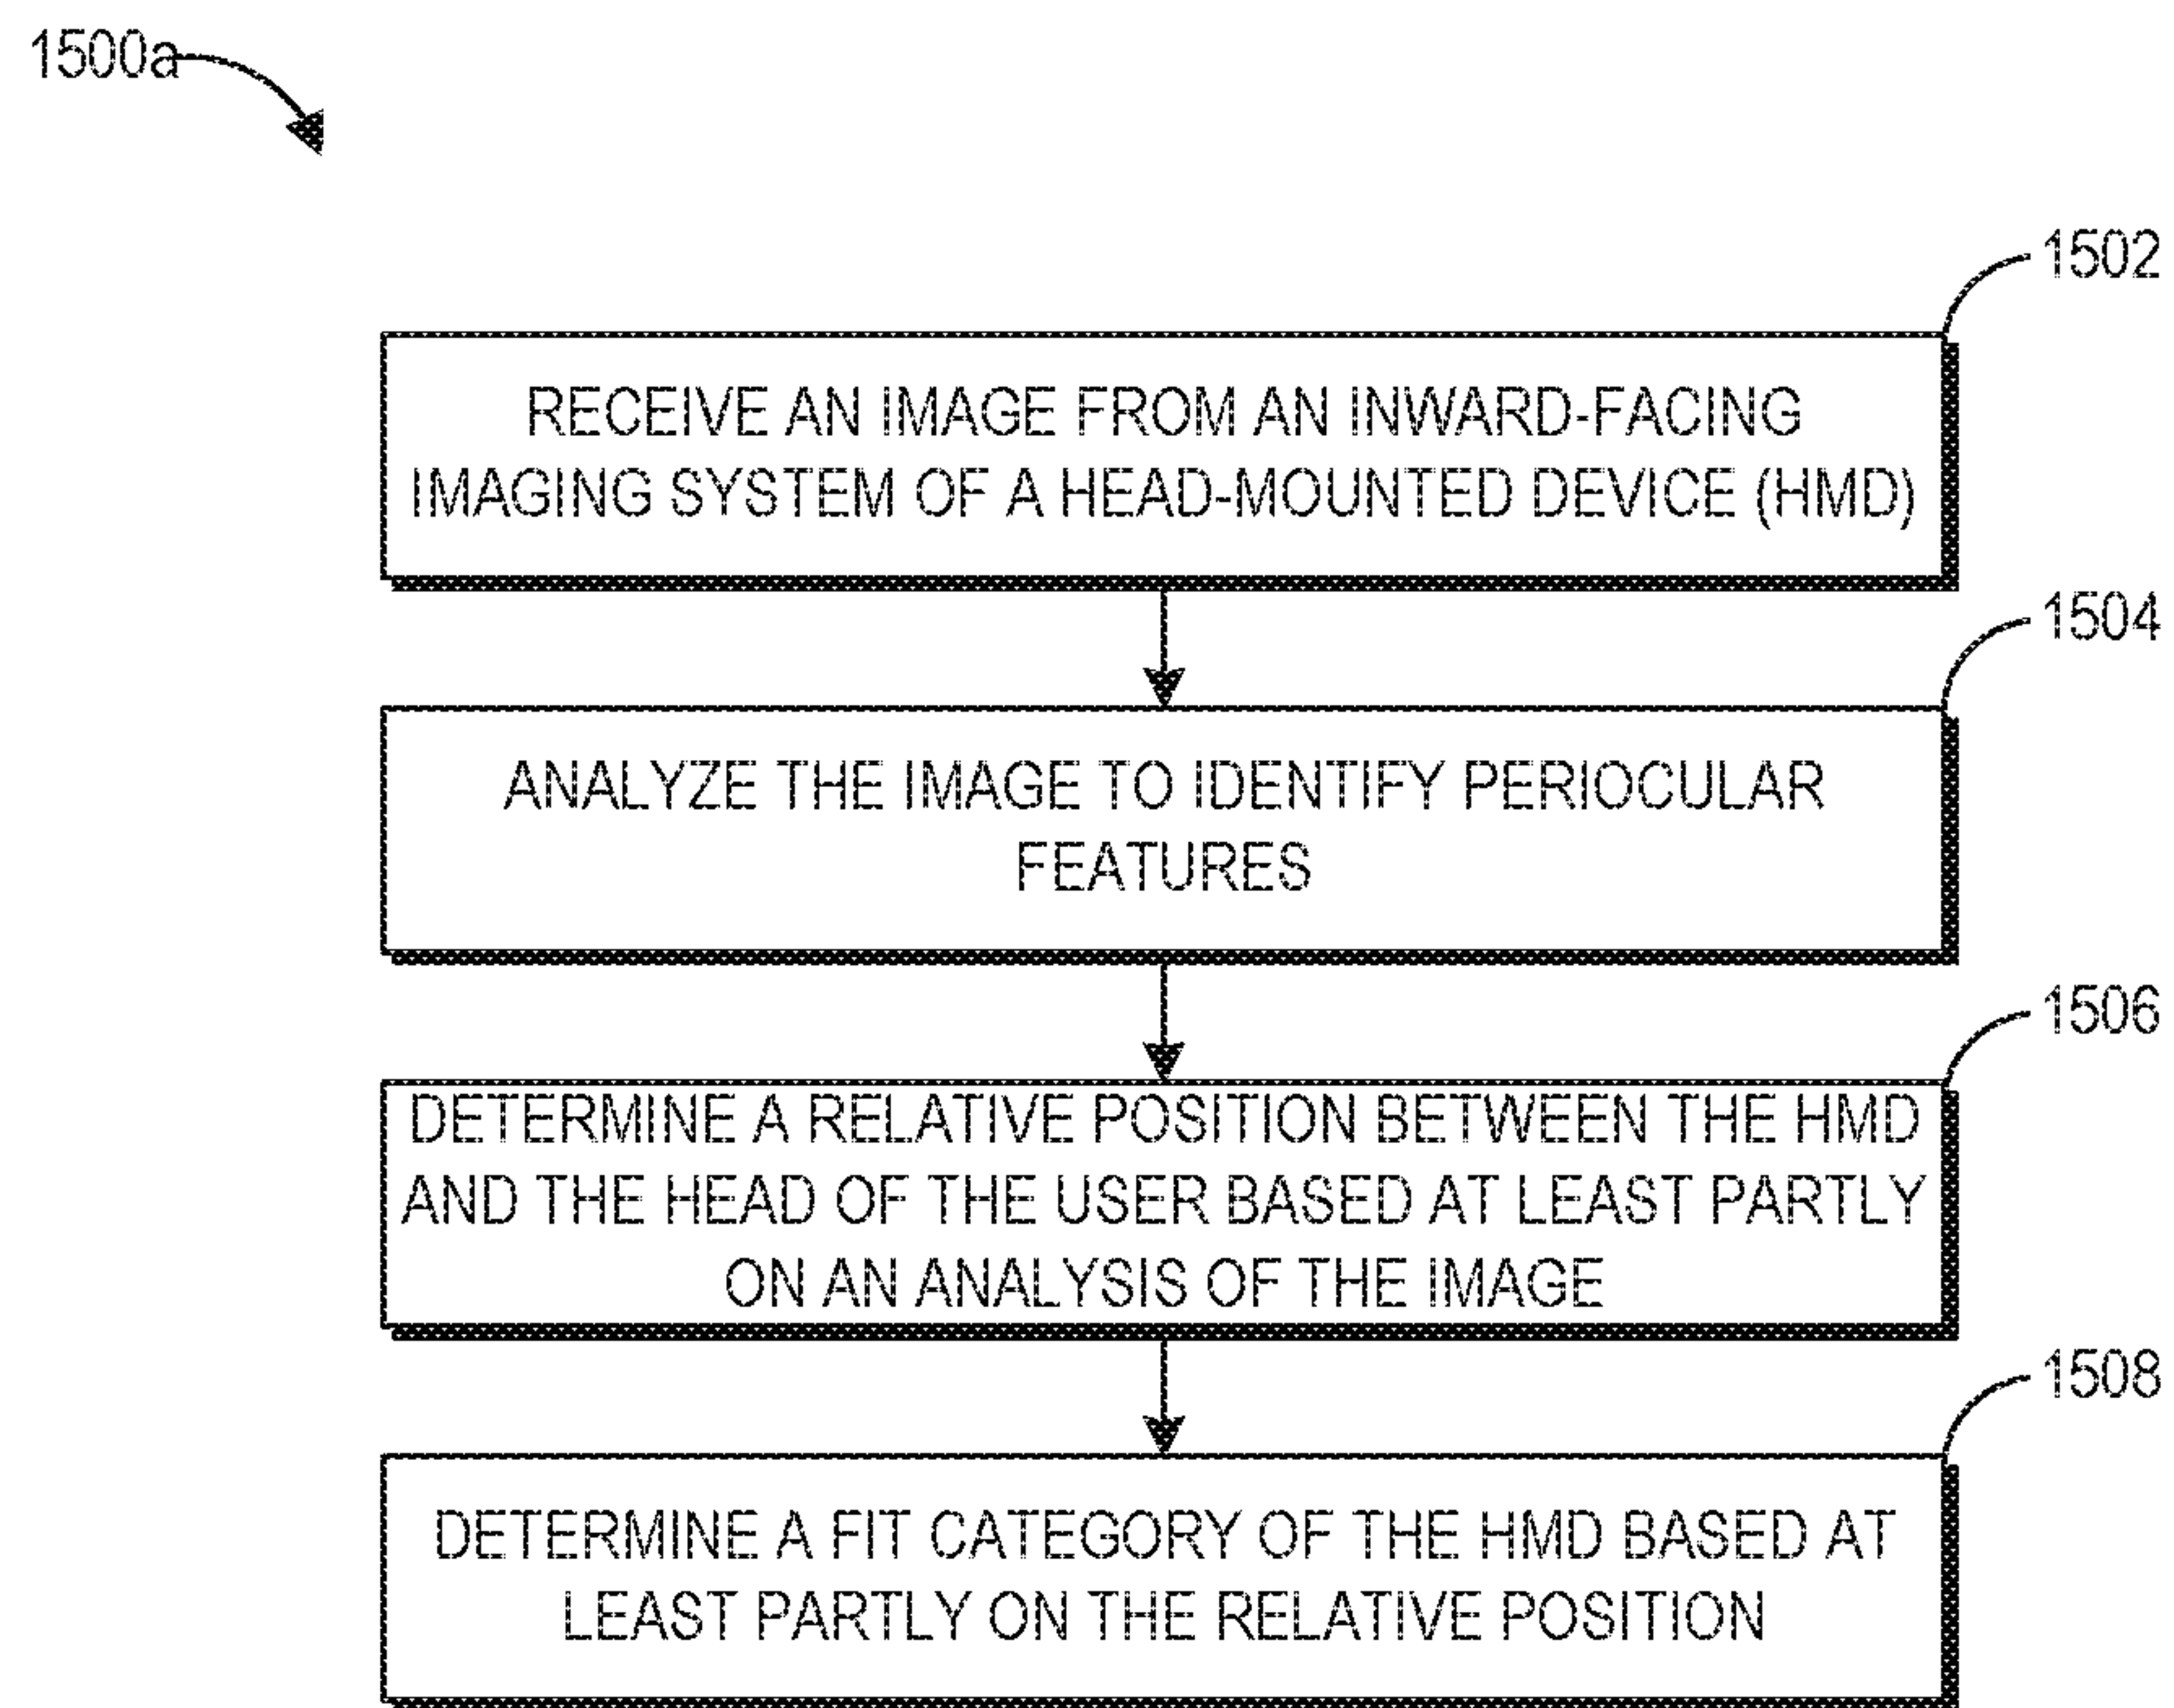 1500a
1502
RECEIVE AN IMAGE FROM AN INWARD-FACING
IMAGING SYSTEM OF A HEAD-MOUNTED DEVICE (HMD)
1504
ANALYZE THE IMAGE TO IDENTIFY PERIOCULAR
FEATURES
1506
DETERMINE A RELATIVE POSITION BETWEEN THE HMD
AND THE HEAD OF THE USER BASED AT LEAST PARTLY
ON AN ANALYSIS OF THE IMAGE
1508
DETERMINE A FIT CATEGORY OF THE HMD BASED AT
LEAST PARTLY ON THE RELATIVE POSITION